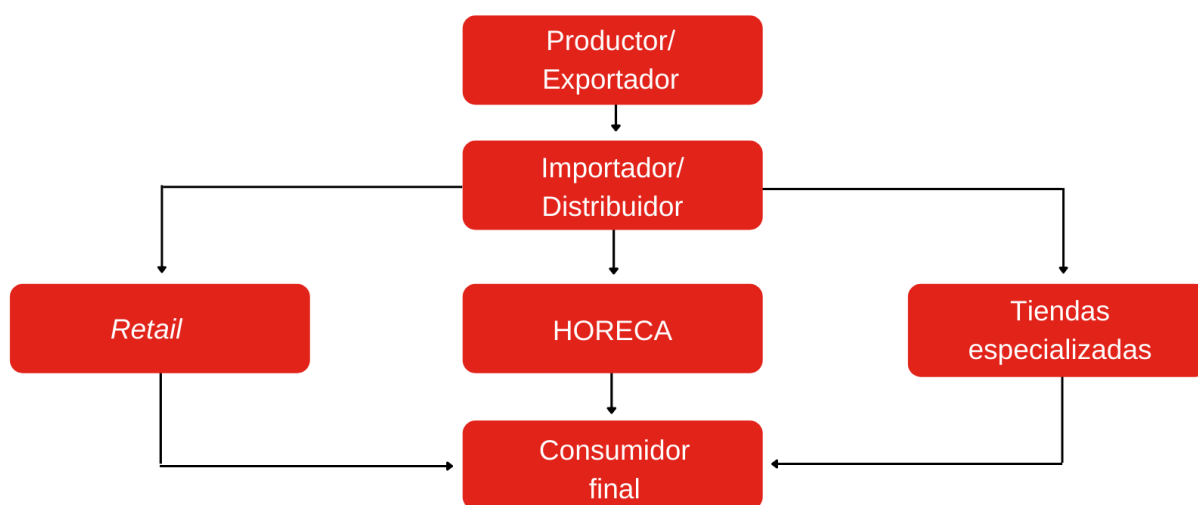 Productor/
Exportador
Importador/
Distribuidor
Retail
HORECA
Tiendas
especializadas
Consumidor
final